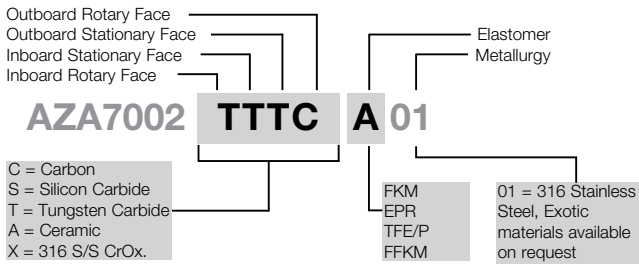 Outboard Rotary Face
Outboard Stationary Face
Inboard Stationary Face
Inboard Rotary Face
Elastomer
Metallurgy
AZA7002 TTTC A 01
C = Carbon
S = Silicon Carbide
T = Tungsten Carbide
A = Ceramic
X = 316 S/S CrOx.
FKM
EPR
TFE/P
FFKM
01 = 316 Stainless
Steel, Exotic
materials available
on request